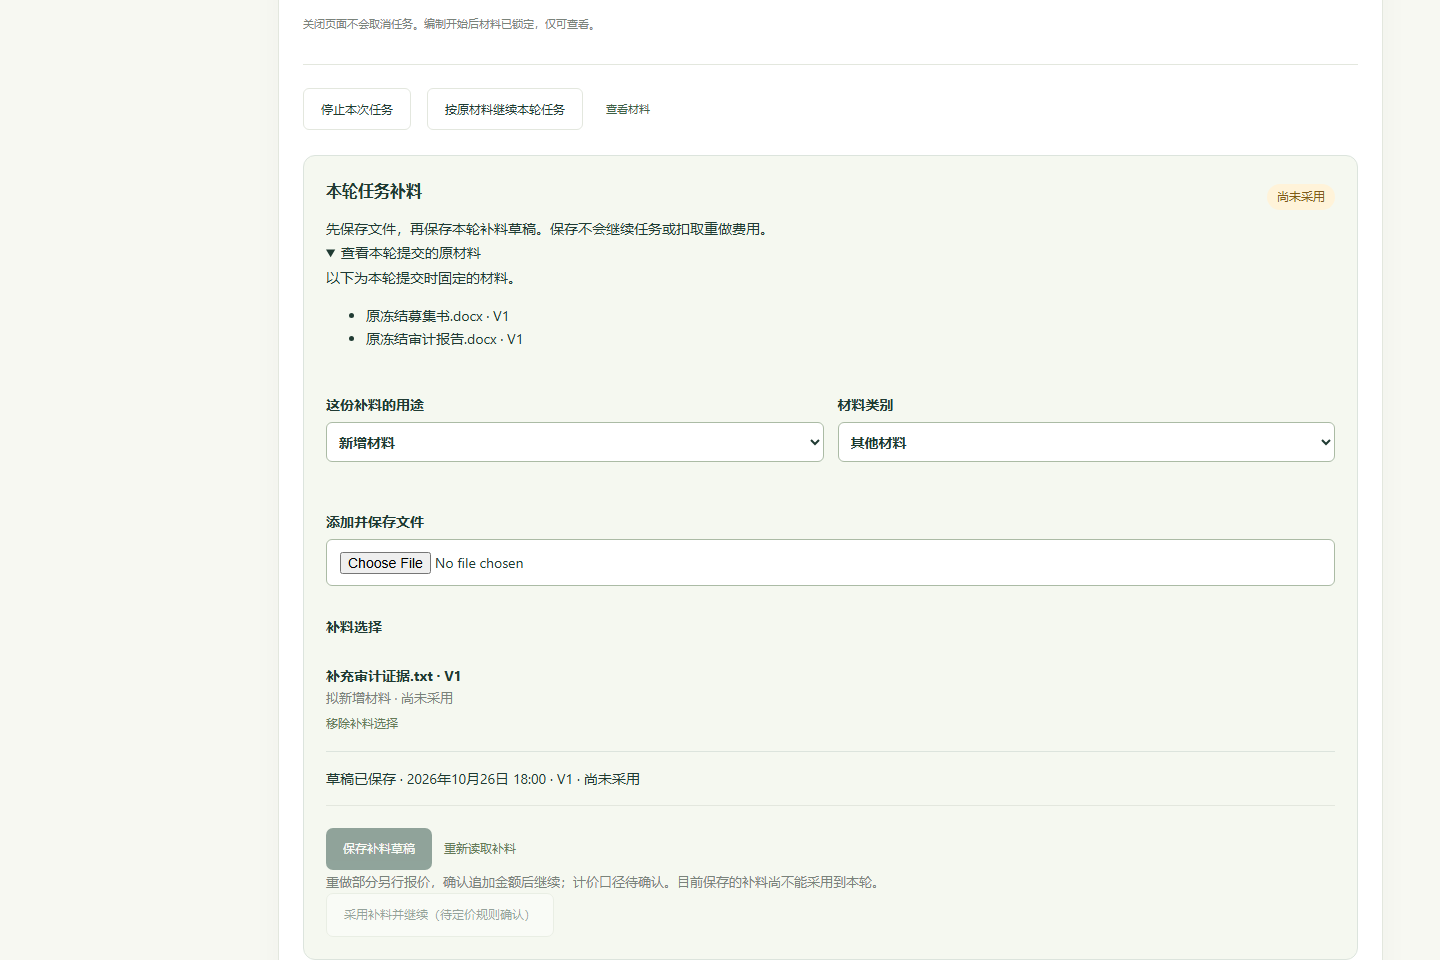 关闭页面不会取消任务。编制开始后材料已锁定，仅可查看。
停止本次任务
按原材料继续本轮任务
查看材料
本轮任务补料
尚未采用
先保存文件，再保存本轮补料草稿。保存不会继续任务或扣取重做费用。
▼ 查看本轮提交的原材料
以下为本轮提交时固定的材料。
• 原冻结募集书.docx · V1
• 原冻结审计报告.docx · V1
这份补料的用途
材料类别
新增材料
其他材料
添加并保存文件
Choose File No file chosen
补料选择
补充审计证据.txt · V1
拟新增材料 · 尚未采用
移除补料选择
草稿已保存 · 2026年10月26日 18:00 · V1 · 尚未采用
保存补料草稿
重新读取补料
重做部分另行报价，确认追加金额后继续；计价口径待确认。目前保存的补料尚不能采用到本轮。
采用补料并继续（待定价规则确认）